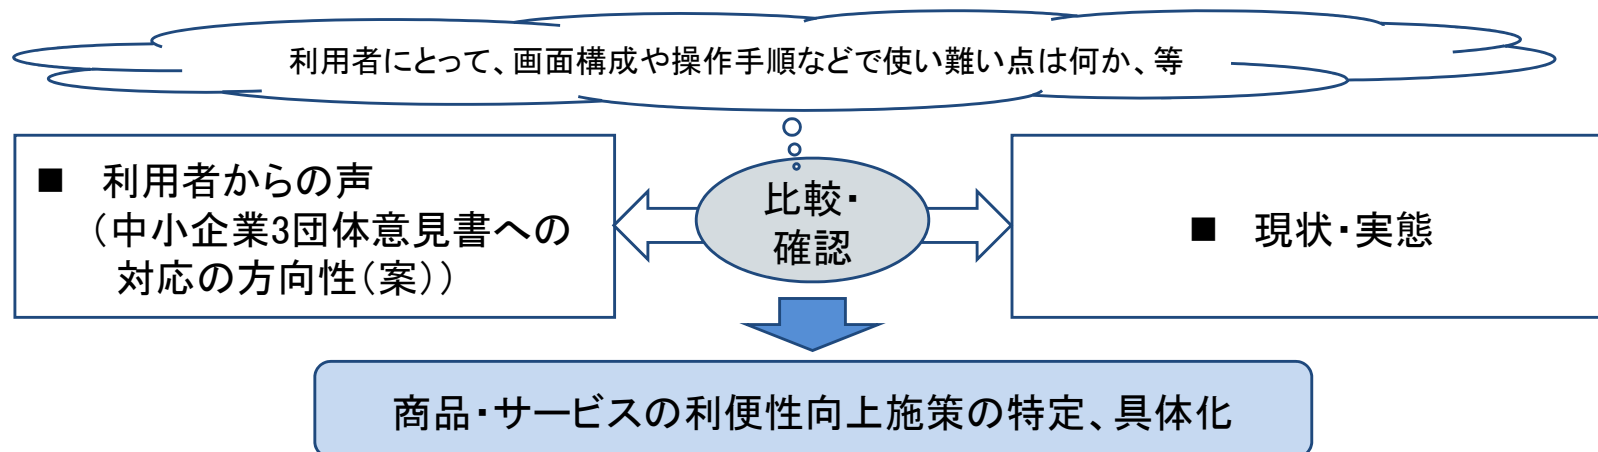 利用者にとって、画面構成や操作手順などで使い難い点は何か、等
■ 利用者からの声
(中小企業3団体意見書への
対応の方向性(案))
比較・
確認
■ 現状・実態
商品・サービスの利便性向上施策の特定、具体化